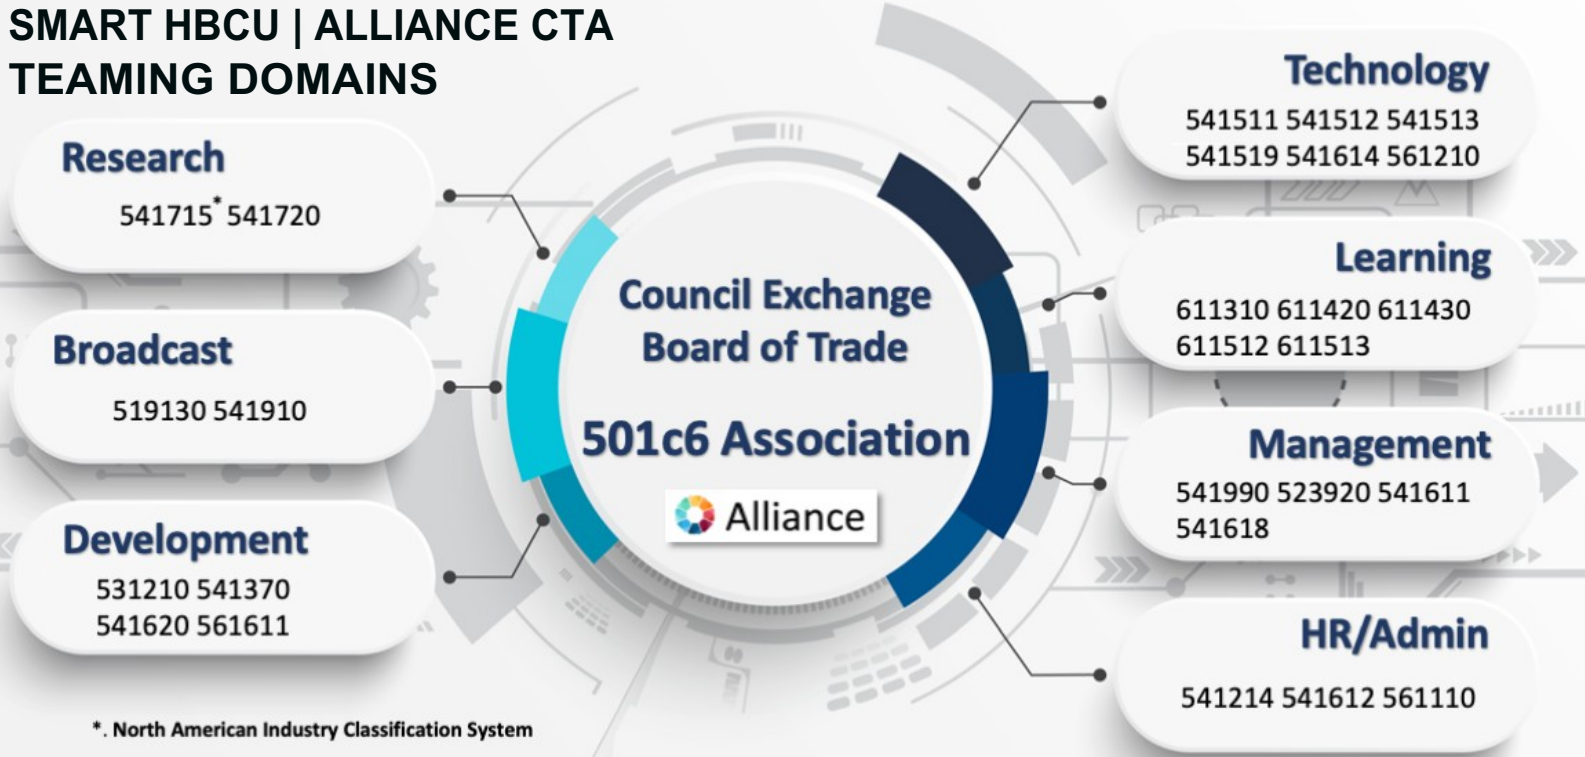 SMART HBCU | ALLIANCE CTA
TEAMING DOMAINS
Research
541715* 541720
Broadcast
519130 541910
Development
531210 541370
541620 561611
Council Exchange
Board of Trade
501c6 Association
Alliance
Technology
541511 541512 541513
541519 541614 561210
Learning
611310 611420 611430
611512 611513
Management
541990 523920 541611
541618
HR/Admin
541214 541612 561110
*. North American Industry Classification System